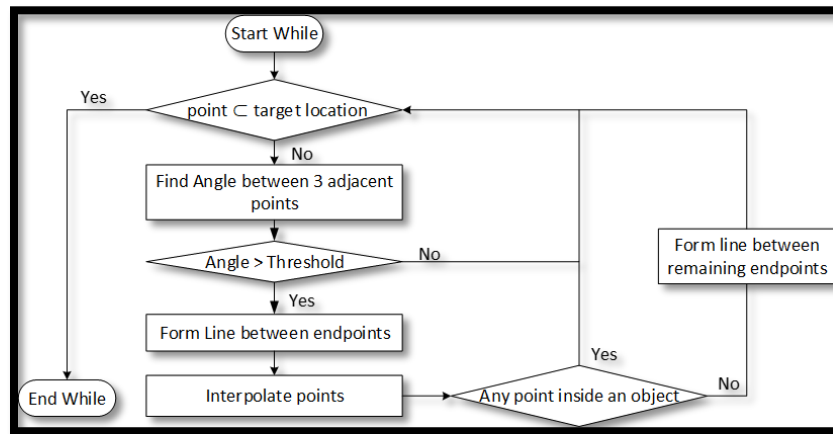 Start While
Yes
point ⊂ target location
No
Find Angle between 3 adjacent
points
Angle > Threshold
No
Form line between
remaining endpoints
Yes
Form Line between endpoints
Yes
End While
Interpolate points
Any point inside an object
No